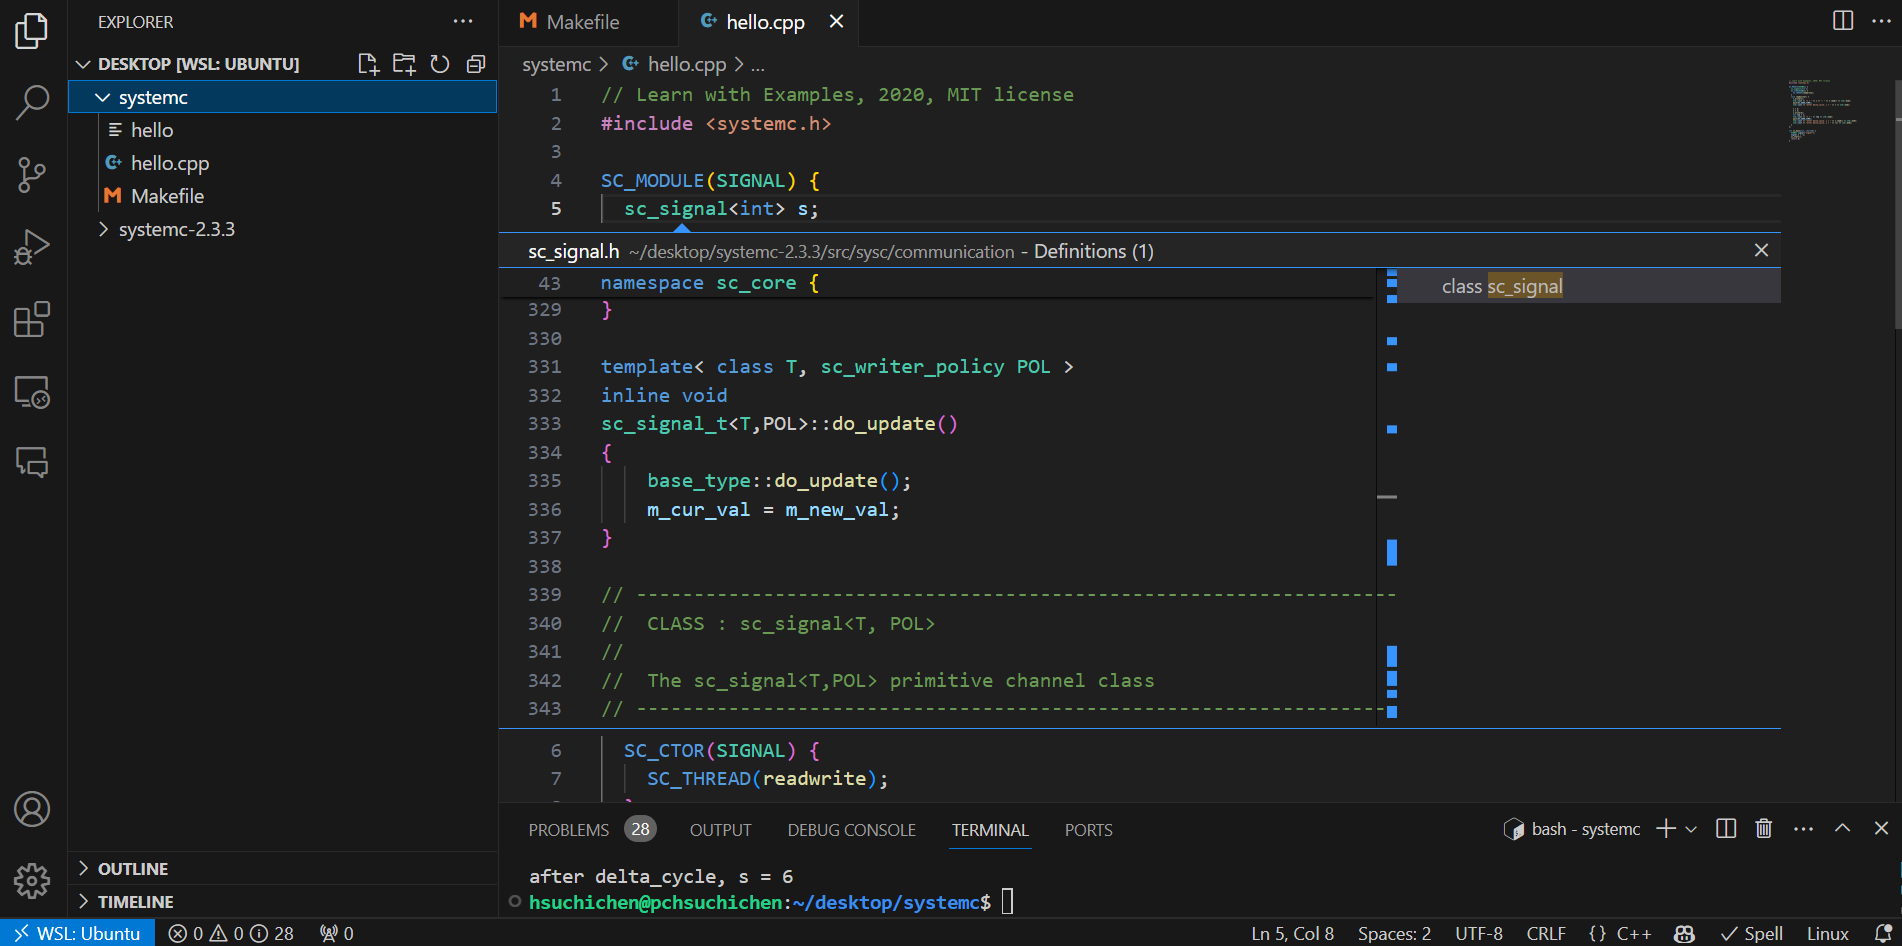 EXPLORER
DESKTOP [WSL: UBUNTU]
systemc
hello
hello.cpp
Makefile
systemc-2.3.3
OUTLINE
TIMELINE
Makefile
hello.cpp
systemc > hello.cpp > ...
1 // Learn with Examples, 2020, MIT license
2 #include <systemc.h>
3
4 SC_MODULE(SIGNAL) {
5 sc_signal<int> s;
sc_signal.h ~/desktop/systemc-2.3.3/src/sysc/communication - Definitions (1)
class sc_signal
43 namespace sc_core {
329 }
330
331 template< class T, sc_writer_policy POL >
332 inline void
333 sc_signal_t<T,POL>::do_update()
334 {
335 base_type::do_update();
336 m_cur_val = m_new_val;
337 }
338
339 // ------------------------------------------------------------------
340 // CLASS : sc_signal<T, POL>
341 //
342 // The sc_signal<T,POL> primitive channel class
343 // -----------------------------------------------------------------
6 SC_CTOR(SIGNAL) {
7 SC_THREAD(readwrite);
PROBLEMS 28 OUTPUT DEBUG CONSOLE TERMINAL PORTS
bash - systemc
after delta_cycle, s = 6
hsuchichen@pchsuchichen:~/desktop/systemc$
WSL: Ubuntu 0 0 28 0 Ln 5, Col 8 Spaces: 2 UTF-8 CRLF {} C++ Spell Linux